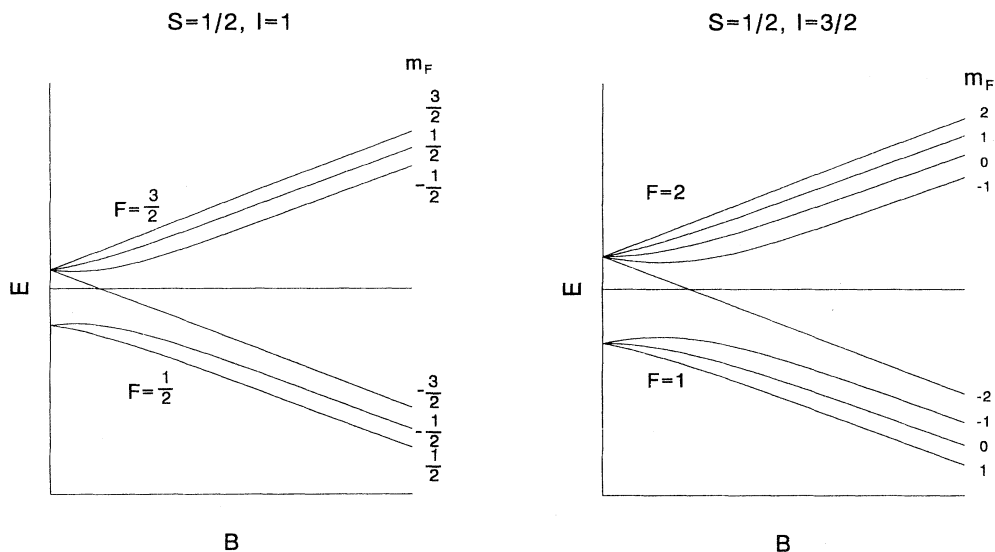 S=1/2, I=1
m_F
3/2
1/2
-1/2
F=3/2
E
F=1/2
-3/2
-1/2
1/2
B
S=1/2, I=3/2
m_F
2
1
0
-1
F=2
E
F=1
-2
-1
0
1
B